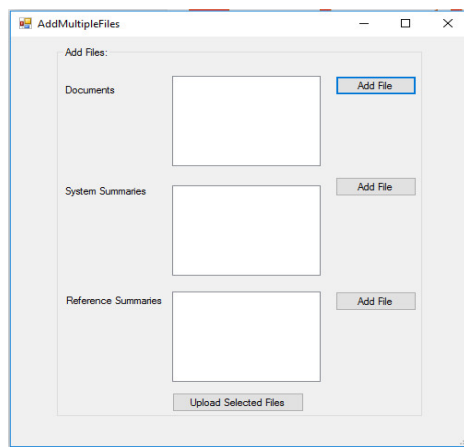 AddMultipleFiles
Add Files:
Documents
Add File
System Summaries
Add File
Reference Summaries
Add File
Upload Selected Files